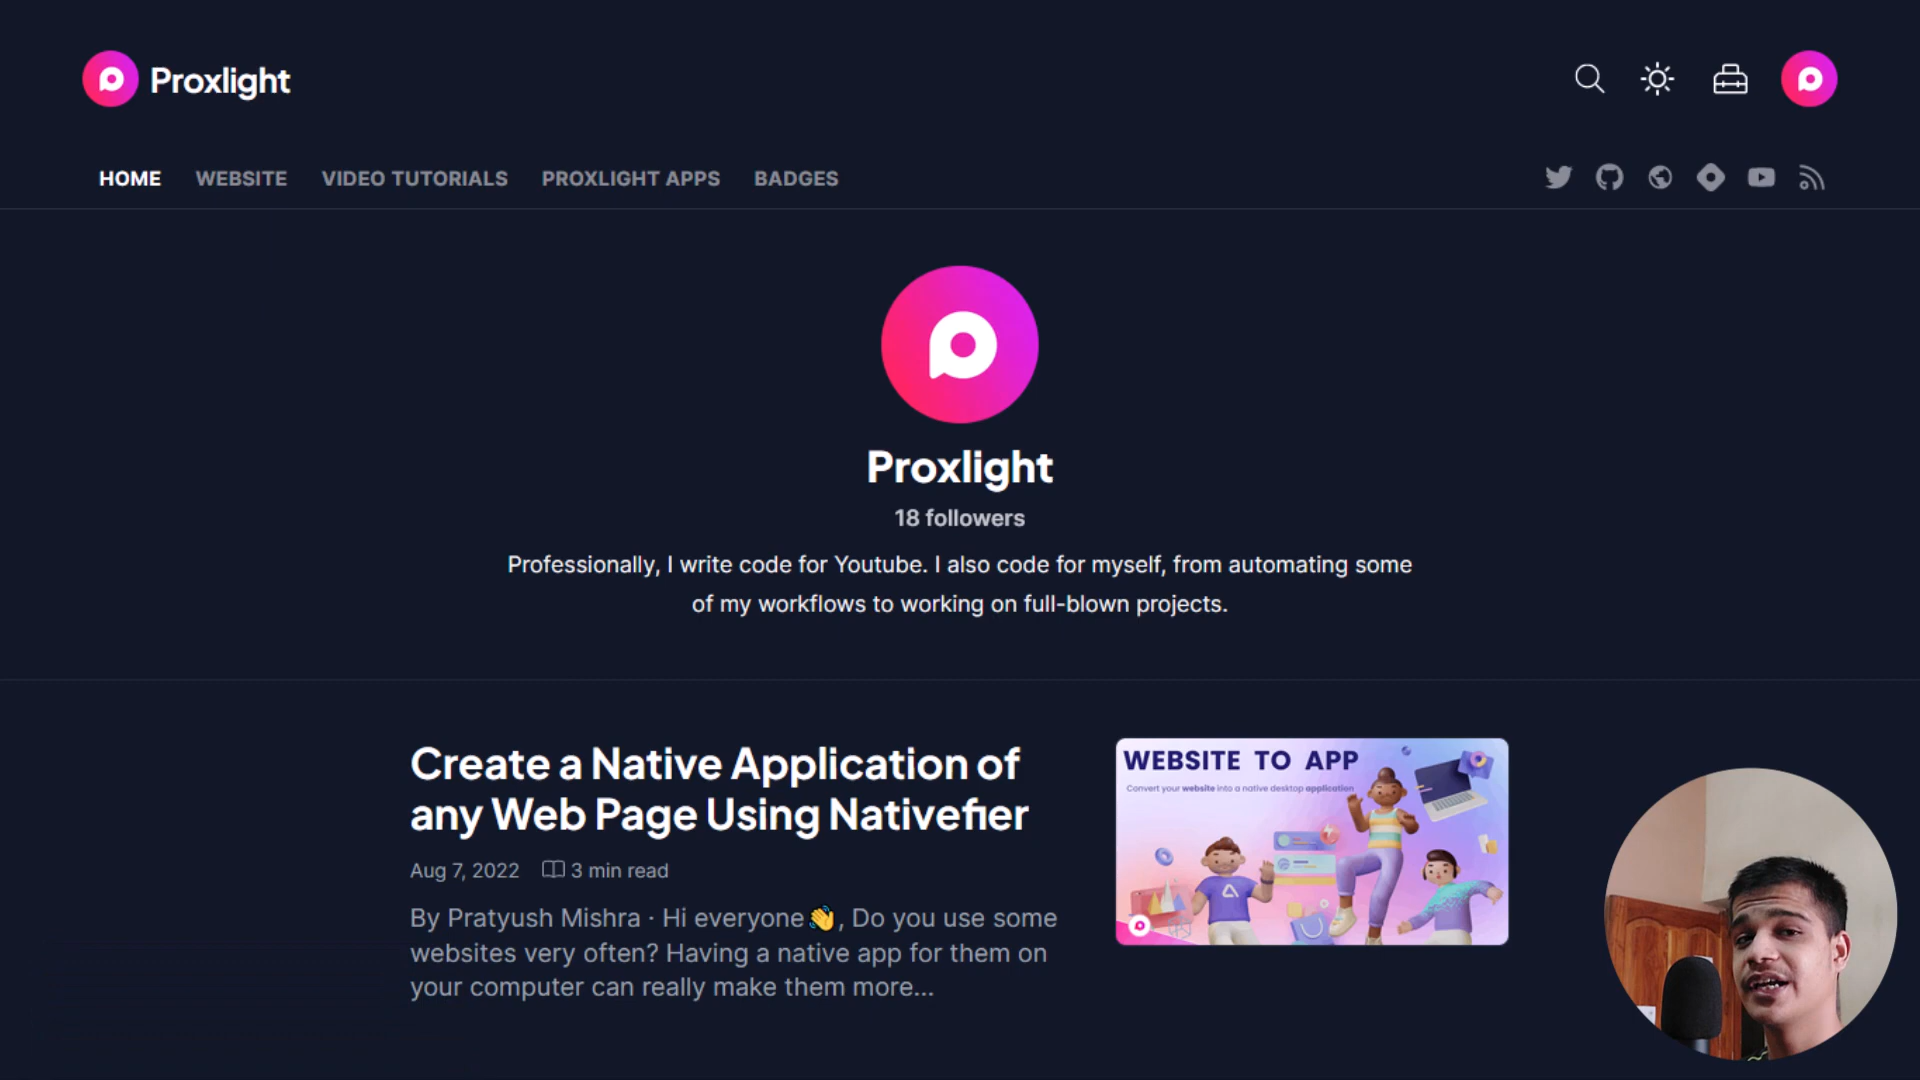 Proxlight
HOME WEBSITE VIDEO TUTORIALS PROXLIGHT APPS BADGES
Proxlight
18 followers
Professionally, I write code for Youtube. I also code for myself, from automating some
of my workflows to working on full-blown projects.
Create a Native Application of
any Web Page Using Nativefier
Aug 7, 2022 3 min read
By Pratyush Mishra · Hi everyone👋, Do you use some
websites very often? Having a native app for them on
your computer can really make them more...
WEBSITE TO APP
Convert your website into a native desktop application